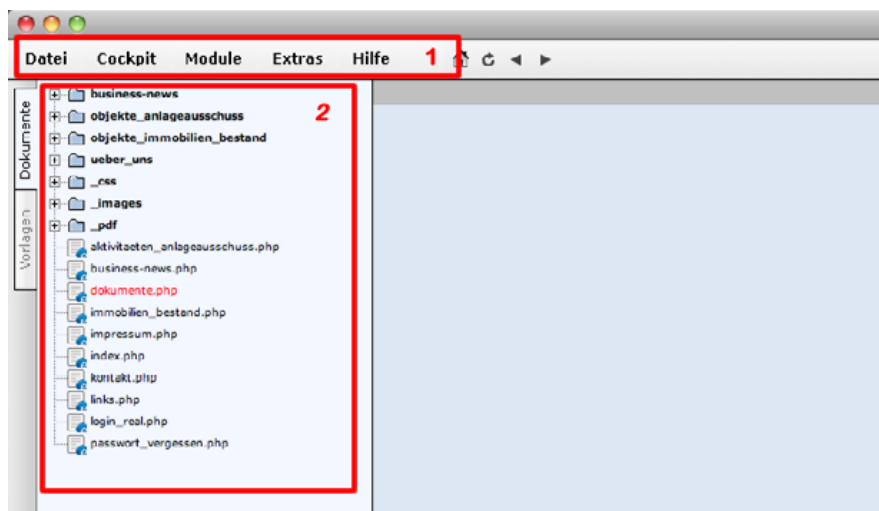 Datei Cockpit Module Extras Hilfe 1
Dokumente
Vorlagen
business-news
objekte_anlageausschuss 2
objekte_immobilien_bestand
ueber_uns
_css
_images
_pdf
aktivitaeten_anlageausschuss.php
business-news.php
dokumente.php
immobilien_bestand.php
impressum.php
index.php
kontakt.php
links.php
login_real.php
passwort_vergessen.php